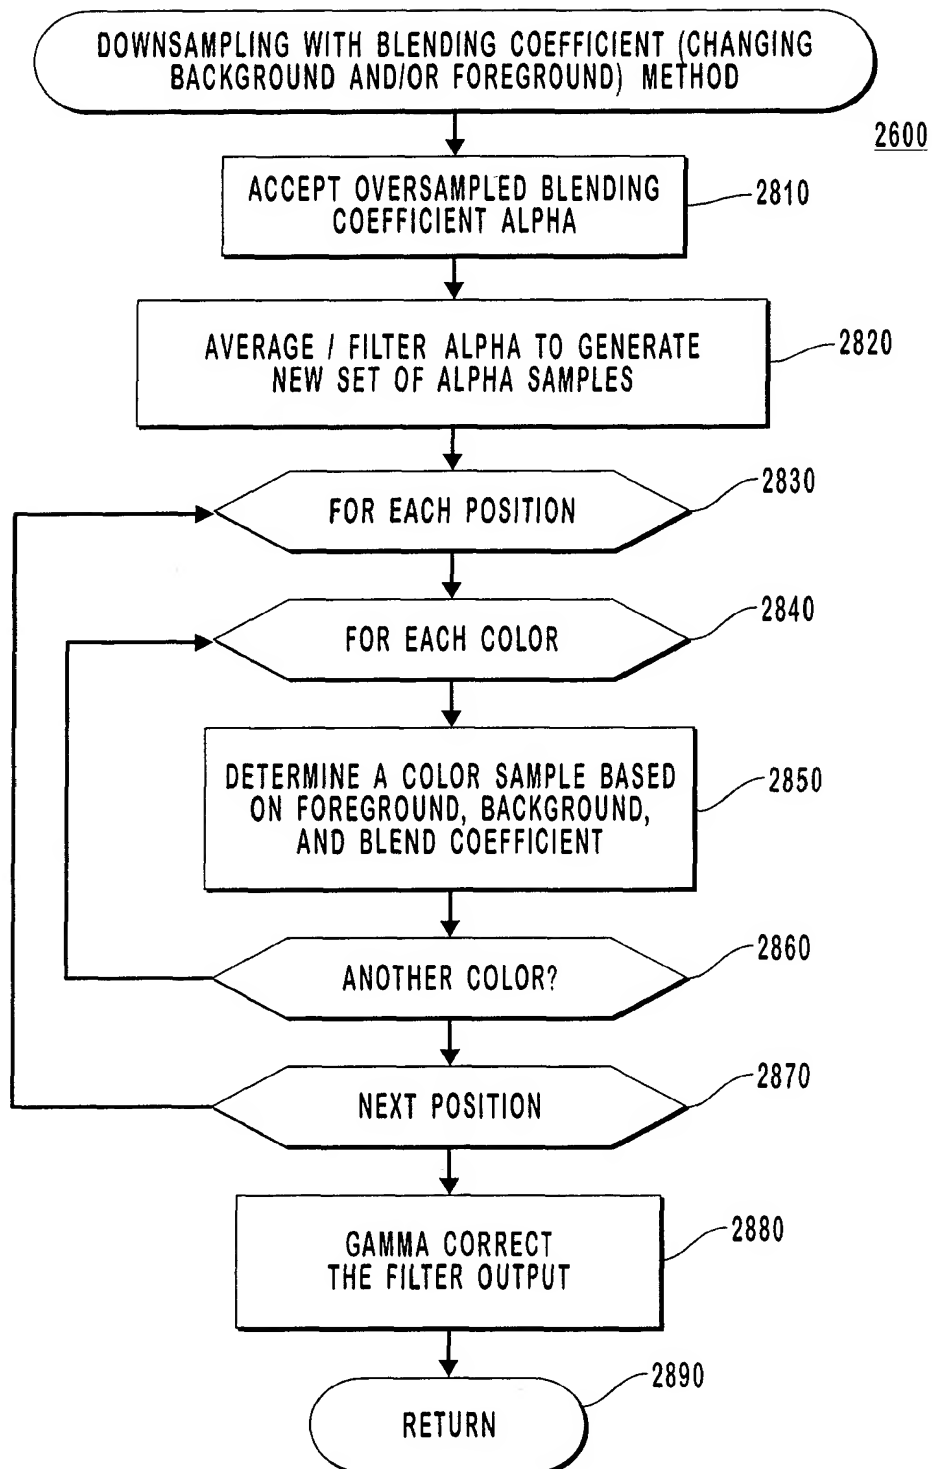 DOWNSAMPLING WITH BLENDING COEFFICIENT (CHANGING
BACKGROUND AND/OR FOREGROUND) METHOD
2600
ACCEPT OVERSAMPLED BLENDING
COEFFICIENT ALPHA
2810
AVERAGE / FILTER ALPHA TO GENERATE
NEW SET OF ALPHA SAMPLES
2820
FOR EACH POSITION
2830
FOR EACH COLOR
2840
DETERMINE A COLOR SAMPLE BASED
ON FOREGROUND, BACKGROUND,
AND BLEND COEFFICIENT
2850
ANOTHER COLOR?
2860
NEXT POSITION
2870
GAMMA CORRECT
THE FILTER OUTPUT
2880
RETURN
2890